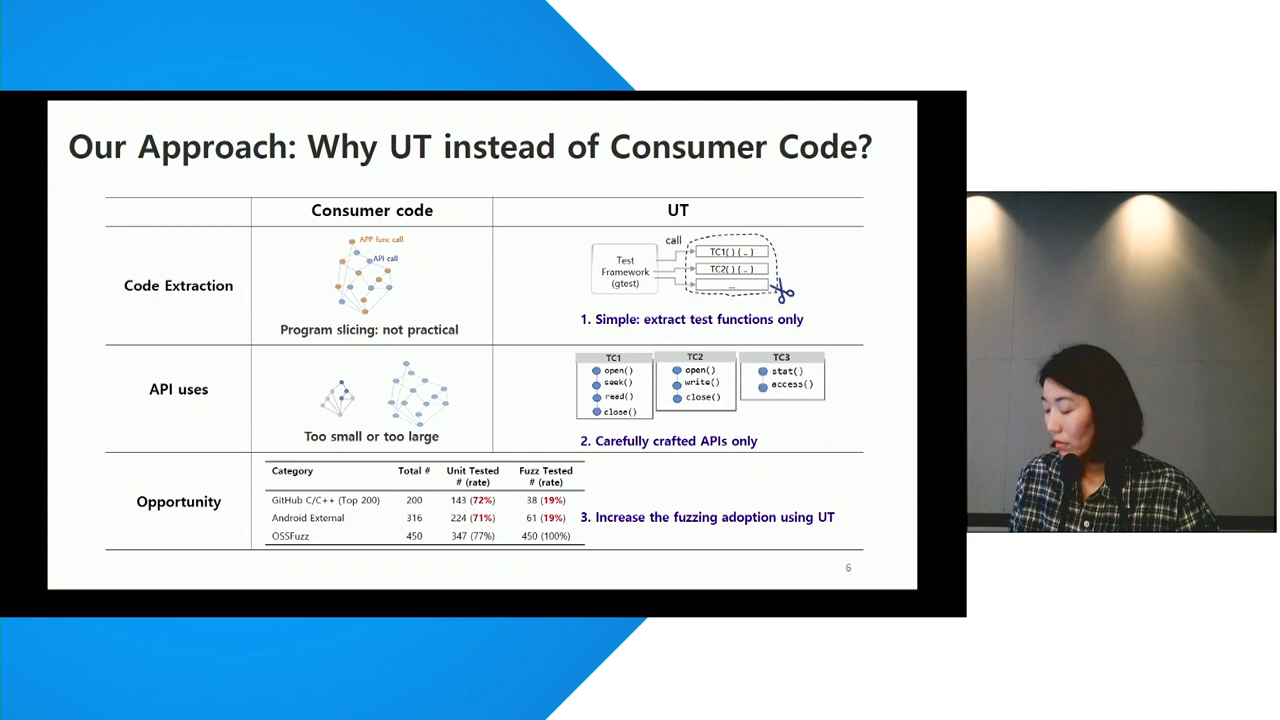 Our Approach: Why UT instead of Consumer Code?
Consumer code
UT
Code Extraction
APP func call
API call
Program slicing: not practical
Test
Framework
(gtest)
call
TC1( ) { .. }
TC2( ) { .. }
...
1. Simple: extract test functions only
API uses
Too small or too large
TC1
open()
seek()
read()
close()
TC2
open()
write()
close()
TC3
stat()
access()
2. Carefully crafted APIs only
Opportunity
Category Total # Unit Tested # (rate) Fuzz Tested # (rate)
GitHub C/C++ (Top 200) 200 143 (72%) 38 (19%)
Android External 316 224 (71%) 61 (19%)
OSSFuzz 450 347 (77%) 450 (100%)
3. Increase the fuzzing adoption using UT
6